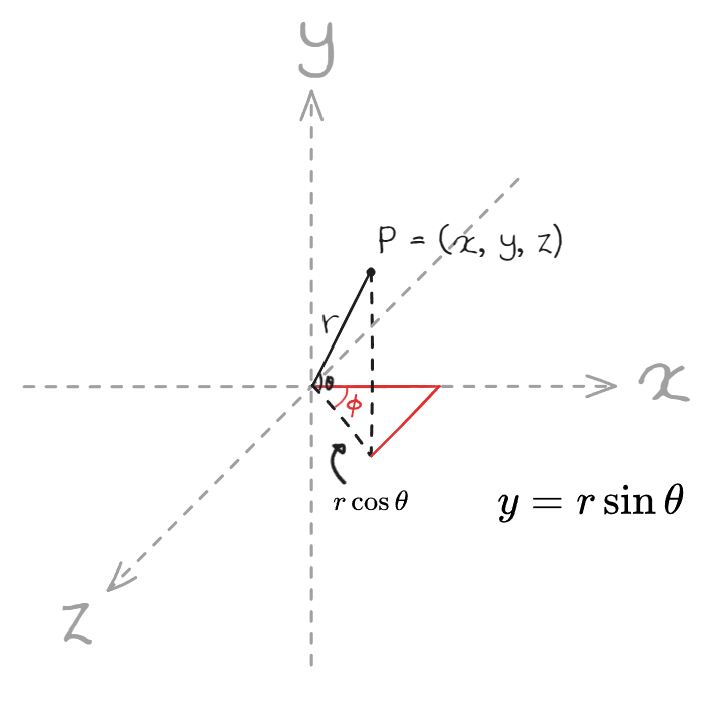 y
P = (x, y, z)
r
θ
x
ϕ
r cos θ
y = r sin θ
z